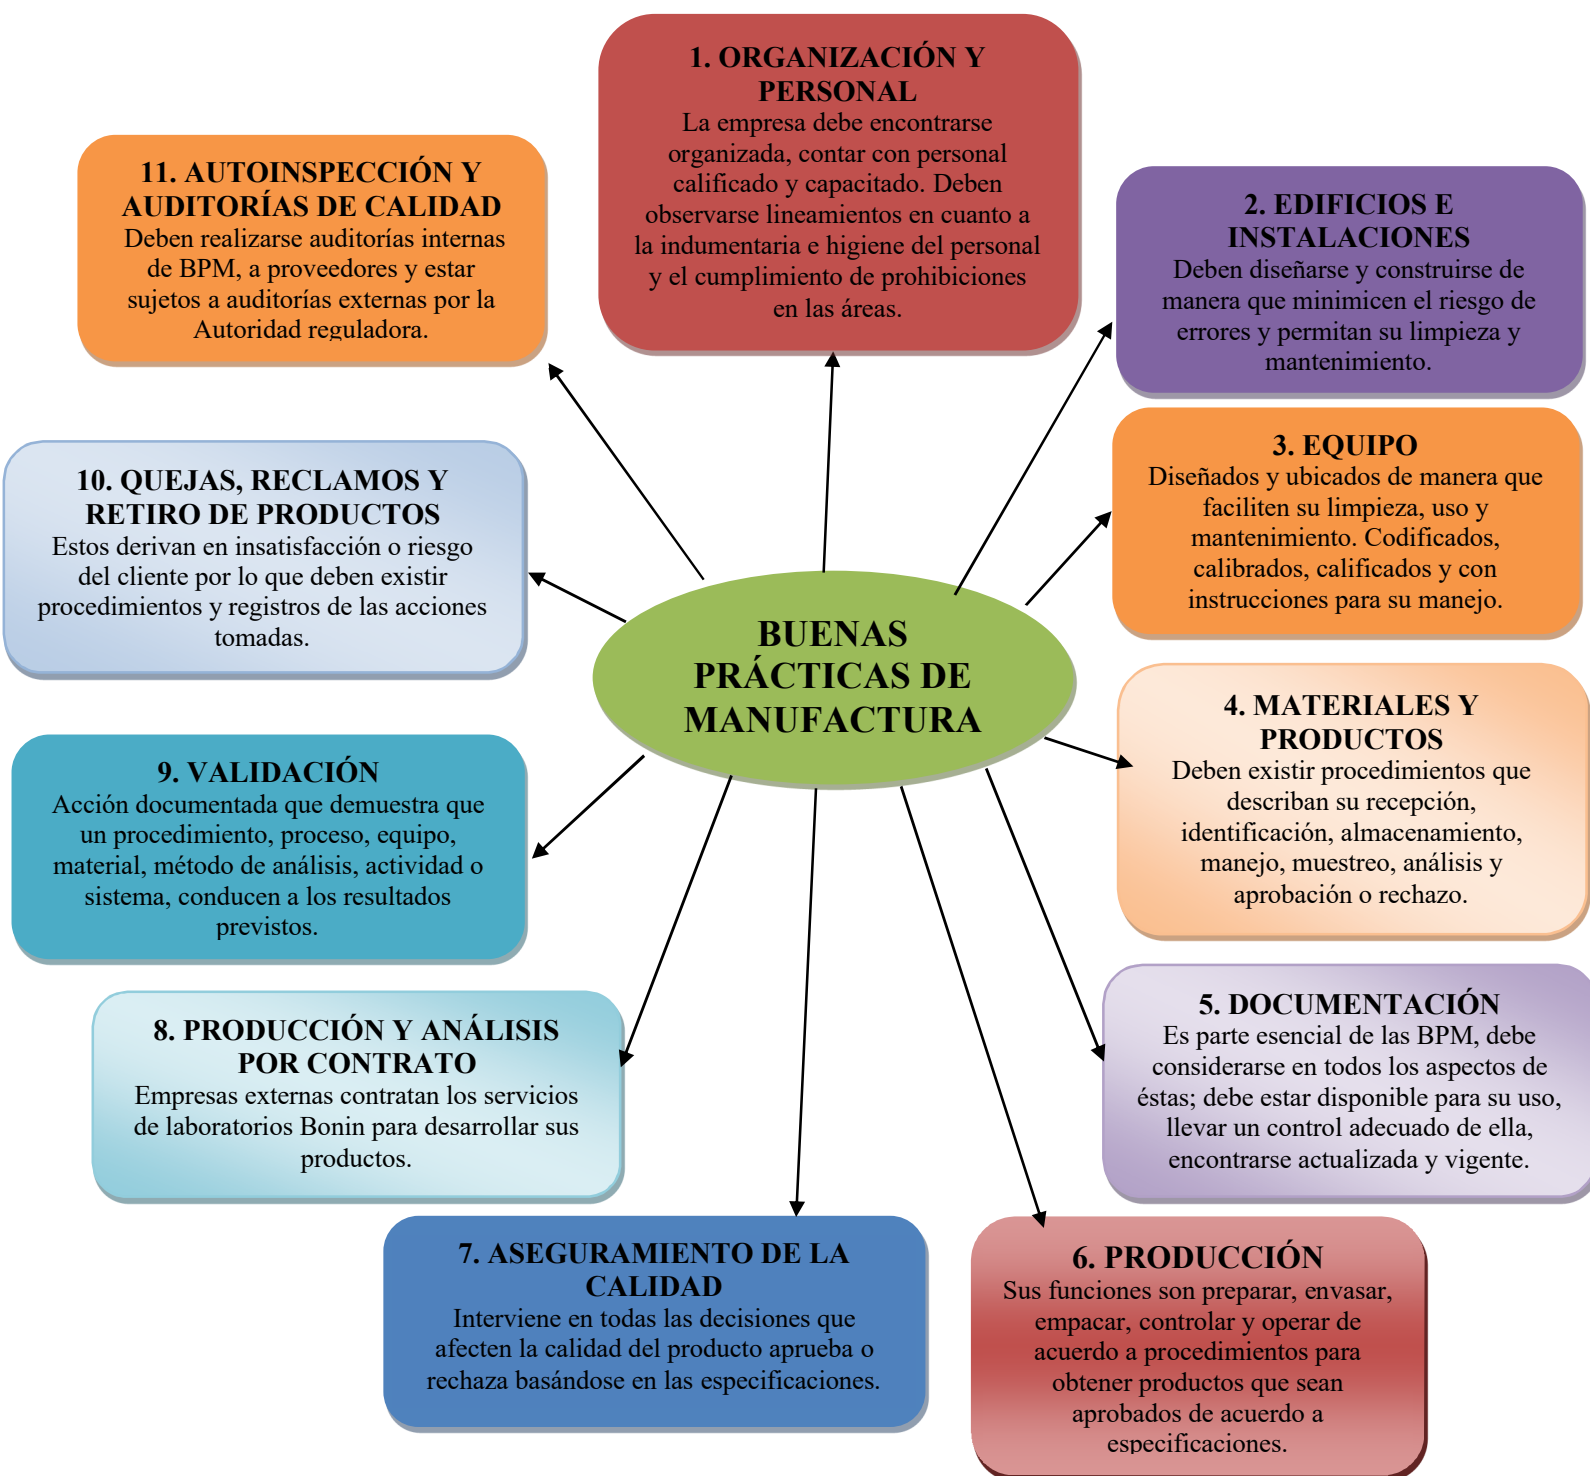 1. ORGANIZACIÓN Y
PERSONAL
La empresa debe encontrarse
organizada, contar con personal
calificado y capacitado. Deben
observarse lineamientos en cuanto a
la indumentaria e higiene del personal
y el cumplimiento de prohibiciones
en las áreas.
2. EDIFICIOS E
INSTALACIONES
Deben diseñarse y construirse de
manera que minimicen el riesgo de
errores y permitan su limpieza y
mantenimiento.
3. EQUIPO
Diseñados y ubicados de manera que
faciliten su limpieza, uso y
mantenimiento. Codificados,
calibrados, calificados y con
instrucciones para su manejo.
4. MATERIALES Y
PRODUCTOS
Deben existir procedimientos que
describan su recepción,
identificación, almacenamiento,
manejo, muestreo, análisis y
aprobación o rechazo.
5. DOCUMENTACIÓN
Es parte esencial de las BPM, debe
considerarse en todos los aspectos de
éstas; debe estar disponible para su uso,
llevar un control adecuado de ella,
encontrarse actualizada y vigente.
6. PRODUCCIÓN
Sus funciones son preparar, envasar,
empacar, controlar y operar de
acuerdo a procedimientos para
obtener productos que sean
aprobados de acuerdo a
especificaciones.
7. ASEGURAMIENTO DE LA
CALIDAD
Interviene en todas las decisiones que
afecten la calidad del producto aprueba o
rechaza basándose en las especificaciones.
8. PRODUCCIÓN Y ANÁLISIS
POR CONTRATO
Empresas externas contratan los servicios
de laboratorios Bonin para desarrollar sus
productos.
9. VALIDACIÓN
Acción documentada que demuestra que
un procedimiento, proceso, equipo,
material, método de análisis, actividad o
sistema, conducen a los resultados
previstos.
10. QUEJAS, RECLAMOS Y
RETIRO DE PRODUCTOS
Estos derivan en insatisfacción o riesgo
del cliente por lo que deben existir
procedimientos y registros de las acciones
tomadas.
11. AUTOINSPECCIÓN Y
AUDITORÍAS DE CALIDAD
Deben realizarse auditorías internas
de BPM, a proveedores y estar
sujetos a auditorías externas por la
Autoridad reguladora.
BUENAS
PRÁCTICAS DE
MANUFACTURA